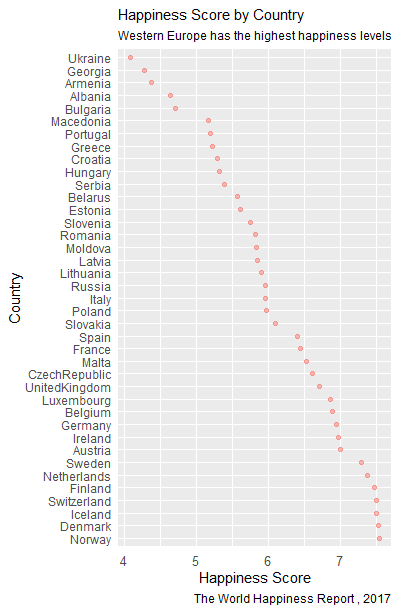 Happiness Score by Country
Western Europe has the highest happiness levels
Ukraine
Georgia
Armenia
Albania
Bulgaria
Macedonia
Portugal
Greece
Croatia
Hungary
Serbia
Belarus
Estonia
Slovenia
Romania
Moldova
Latvia
Lithuania
Russia
Italy
Poland
Slovakia
Spain
France
Malta
CzechRepublic
UnitedKingdom
Luxembourg
Belgium
Germany
Ireland
Austria
Sweden
Netherlands
Finland
Switzerland
Iceland
Denmark
Norway
Country
4 5 6 7
Happiness Score
The World Happiness Report , 2017